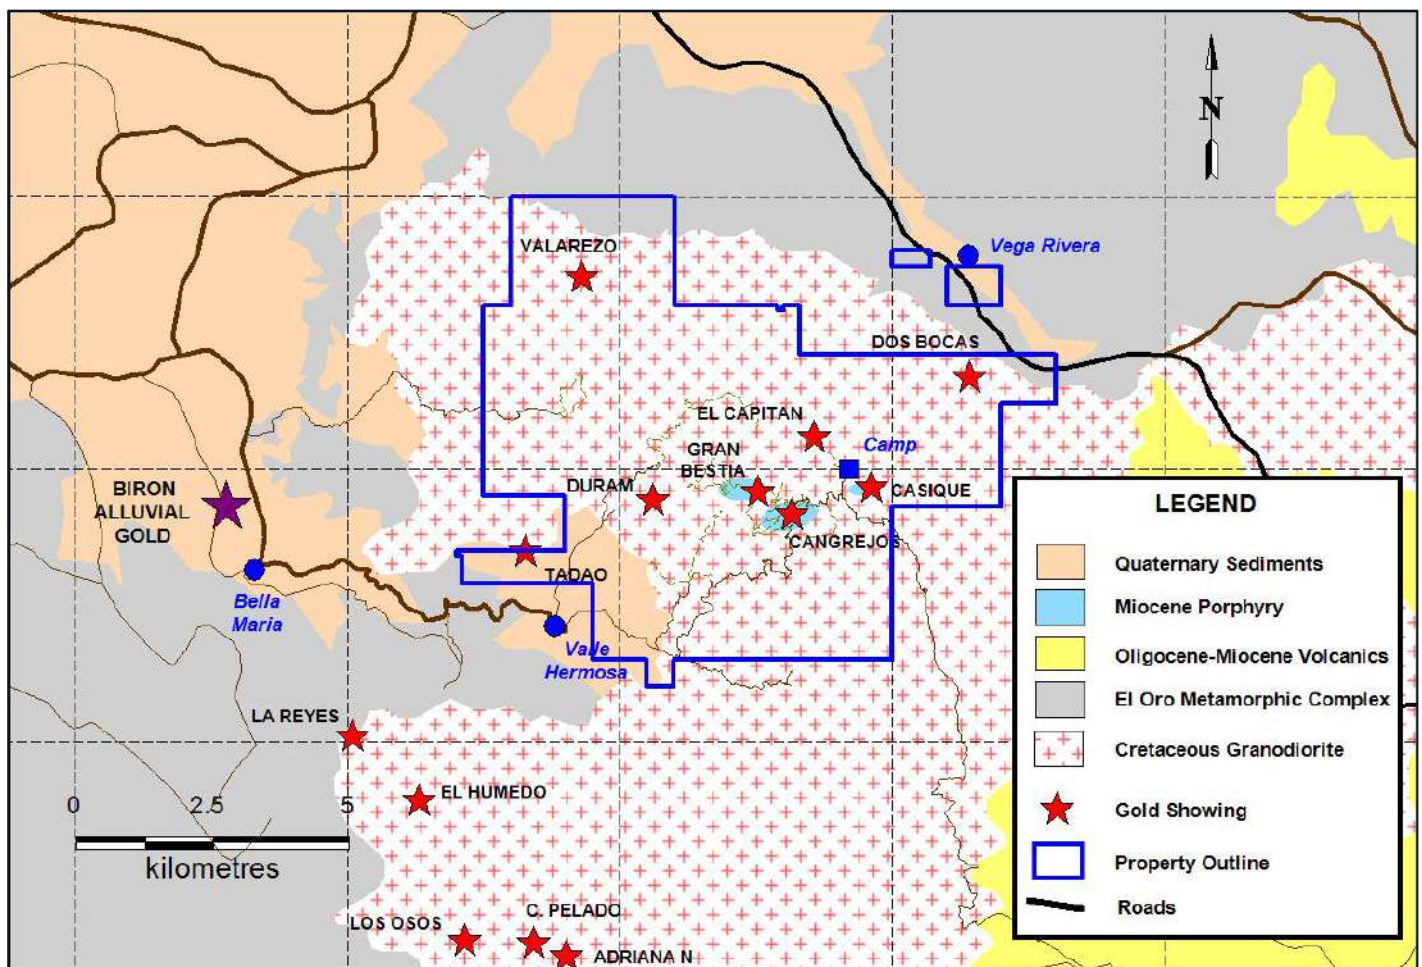 N
VALAREZO
Vega Rivera
DOS BOCAS
EL CAPITAN
Camp
GRAN
BESTIA
DURAM
CASIQUE
CANGREJOS
BIRON
ALLUVIAL
GOLD
TADAO
Bella
Maria
Valle
Hermosa
LA REYES
EL HUMEDO
0 2.5 5
kilometres
C. PELADO
LOS OSOS
ADRIANA N
LEGEND
Quaternary Sediments
Miocene Porphyry
Oligocene-Miocene Volcanics
El Oro Metamorphic Complex
Cretaceous Granodiorite
Gold Showing
Property Outline
Roads